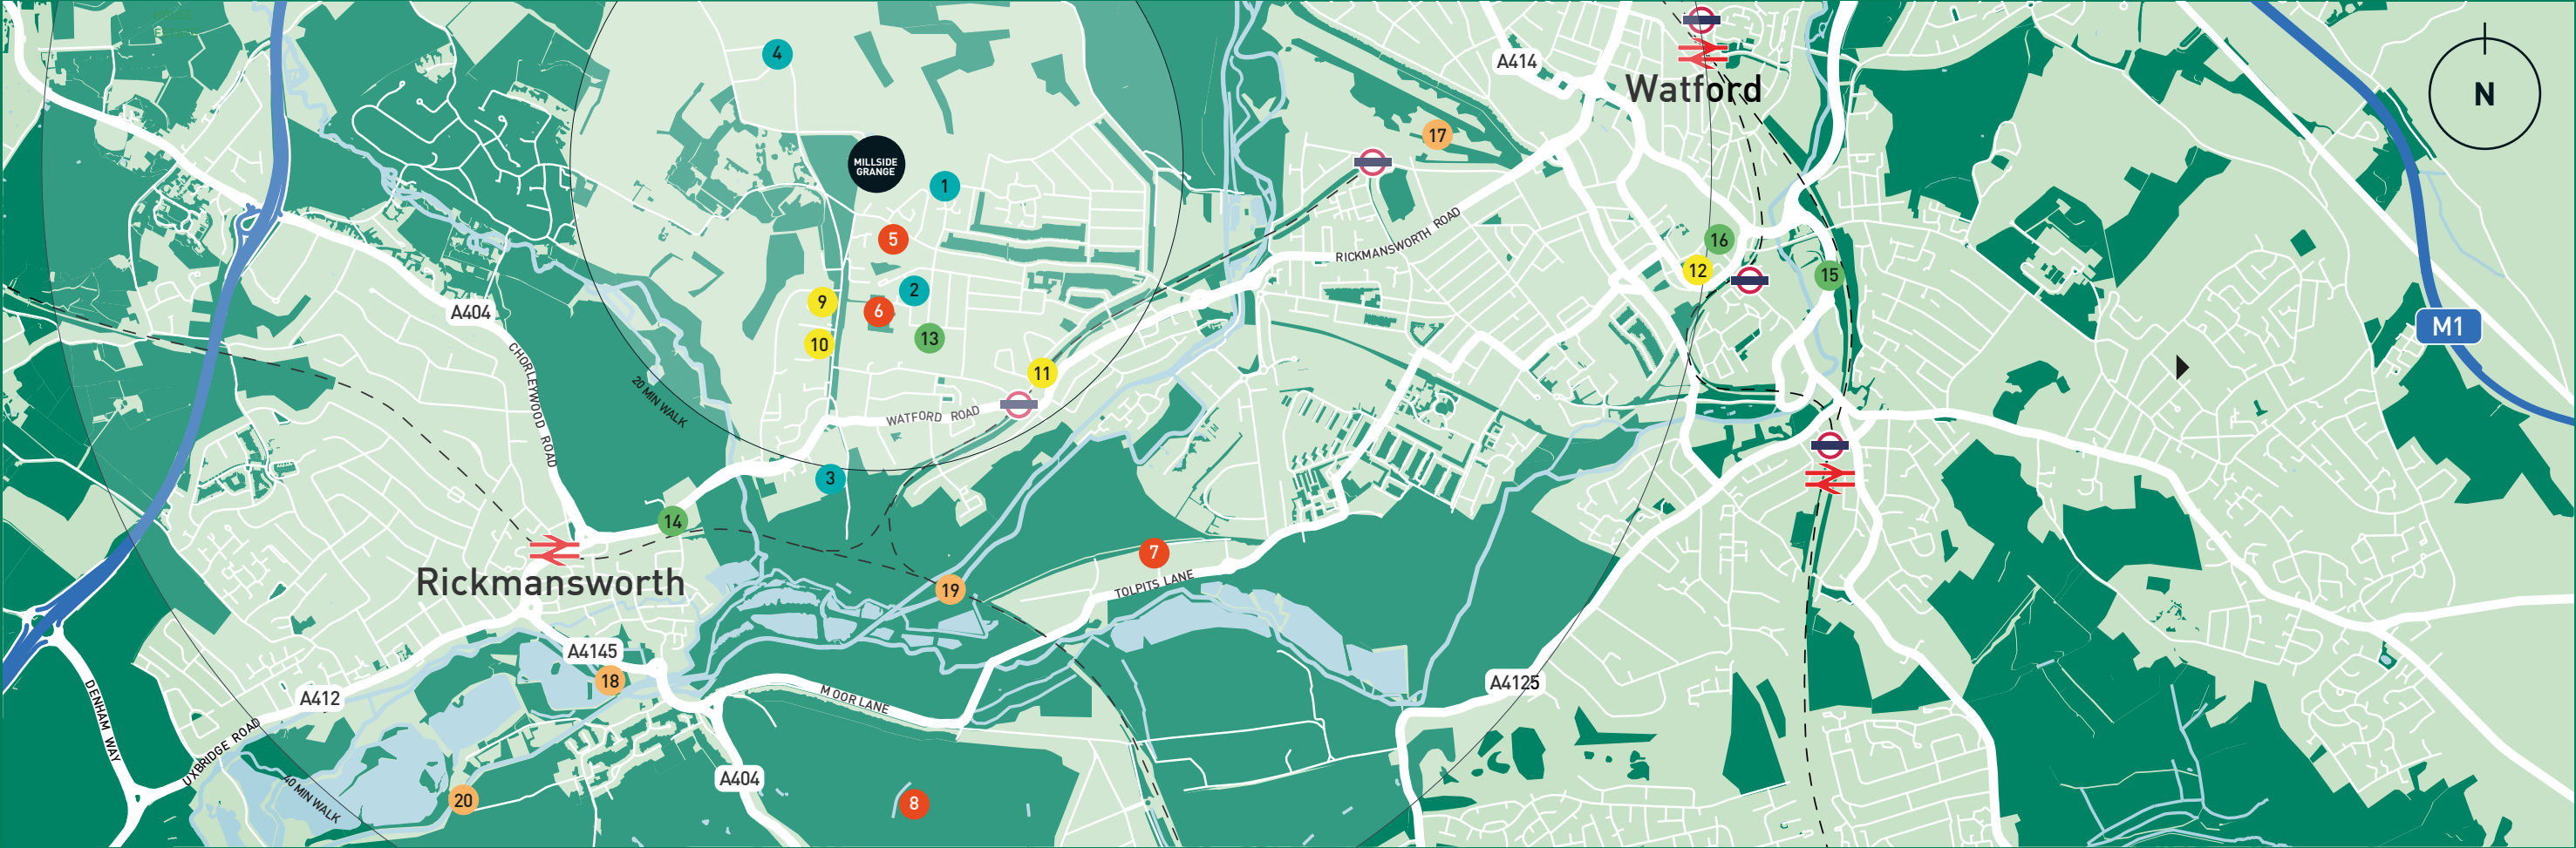 4
A414
Watford
N
17
MILLSIDE
GRANGE
1
5
RICKMANSWORTH ROAD
16
12
15
2
9
6
A404
M1
13
10
CHORLEYWOOD ROAD
11
20 MIN WALK
WATFORD ROAD
3
14
7
Rickmansworth
TOLPITS LANE
19
A4145
18
A4125
A412
MOOR LANE
DENHAM WAY
UXBRIDGE ROAD
A404
40 MIN WALK
20
8